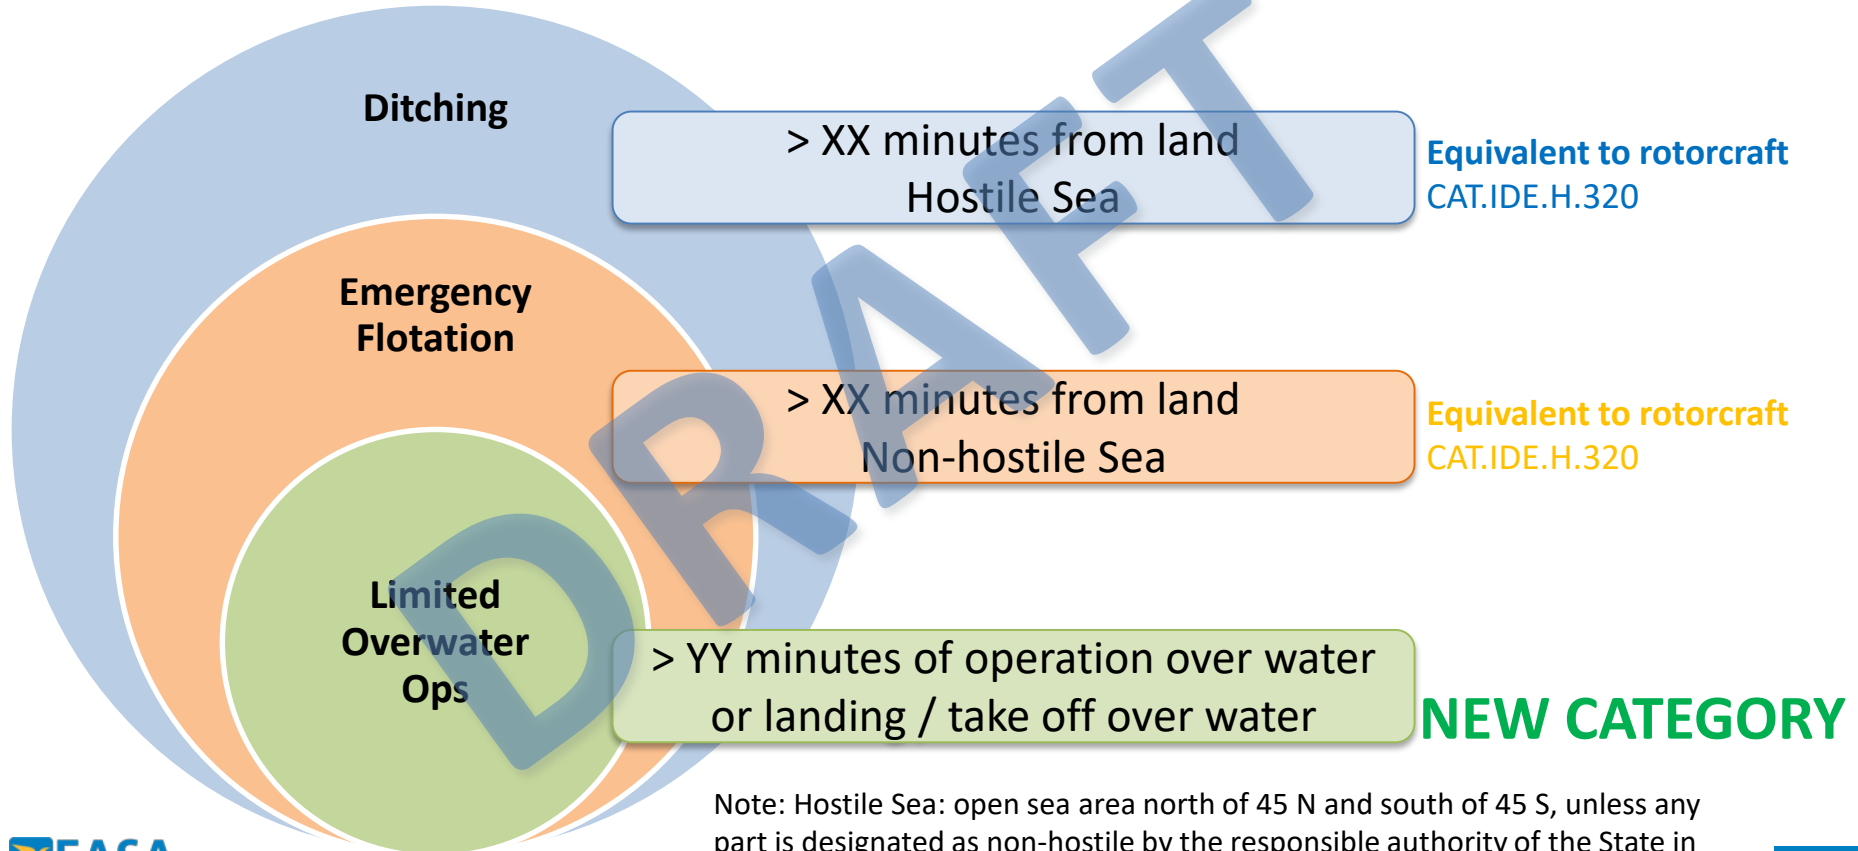 Ditching
> XX minutes from land
Hostile Sea
Equivalent to rotorcraft
CAT.IDE.H.320
Emergency
Flotation
> XX minutes from land
Non-hostile Sea
Equivalent to rotorcraft
CAT.IDE.H.320
Limited
Overwater
Ops
> YY minutes of operation over water
or landing / take off over water
NEW CATEGORY
DRAFT
Note: Hostile Sea: open sea area north of 45 N and south of 45 S, unless any
part is designated as non-hostile by the responsible authority of the State in
EASA